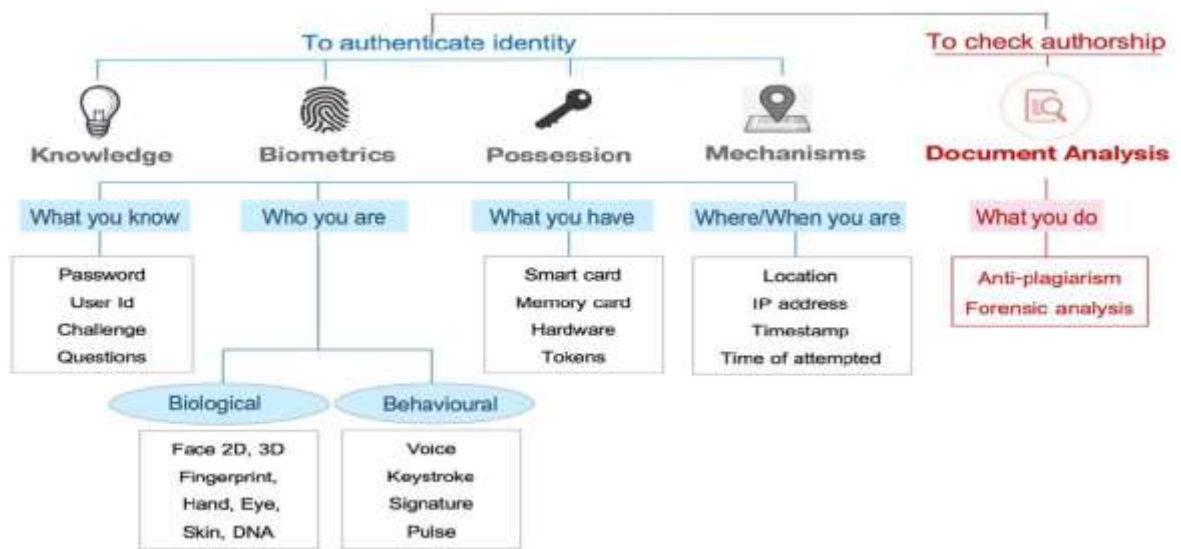 To authenticate identity
To check authorship
Knowledge
Biometrics
Possession
Mechanisms
Document Analysis
What you know
Who you are
What you have
Where/When you are
What you do
Password
User Id
Challenge
Questions
Smart card
Memory card
Hardware
Tokens
Location
IP address
Timestamp
Time of attempted
Anti-plagiarism
Forensic analysis
Biological
Behavioural
Face 2D, 3D
Fingerprint,
Hand, Eye,
Skin, DNA
Voice
Keystroke
Signature
Pulse